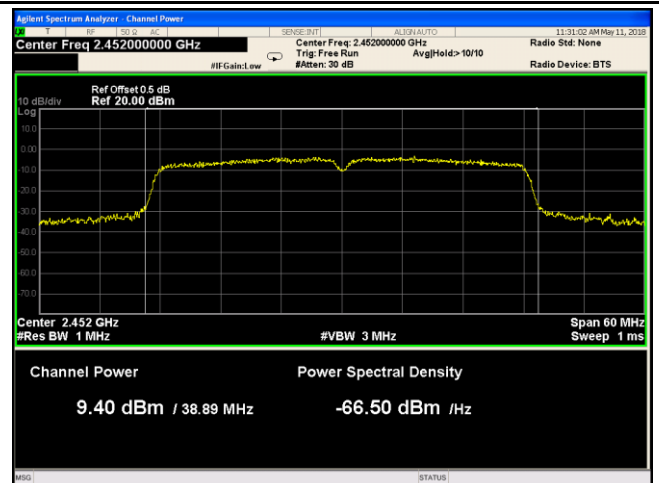 Agilent Spectrum Analyzer - Channel Power
T RF 50 Ω AC SENSE:INT ALIGNAUTO 11:31:02 AM May 11, 2018
Center Freq 2.452000000 GHz Center Freq: 2.452000000 GHz Radio Std: None
Trig: Free Run Avg|Hold:> 10/10
#IFGain:Low #Atten: 30 dB Radio Device: BTS
Ref Offset 0.5 dB
10 dB/div Ref 20.00 dBm
Log
10.0
0.00
-10.0
-20.0
-30.0
-40.0
-50.0
-60.0
-70.0
Center 2.452 GHz Span 60 MHz
#Res BW 1 MHz #VBW 3 MHz Sweep 1 ms
Channel Power Power Spectral Density
9.40 dBm / 38.89 MHz -66.50 dBm /Hz
MSG STATUS